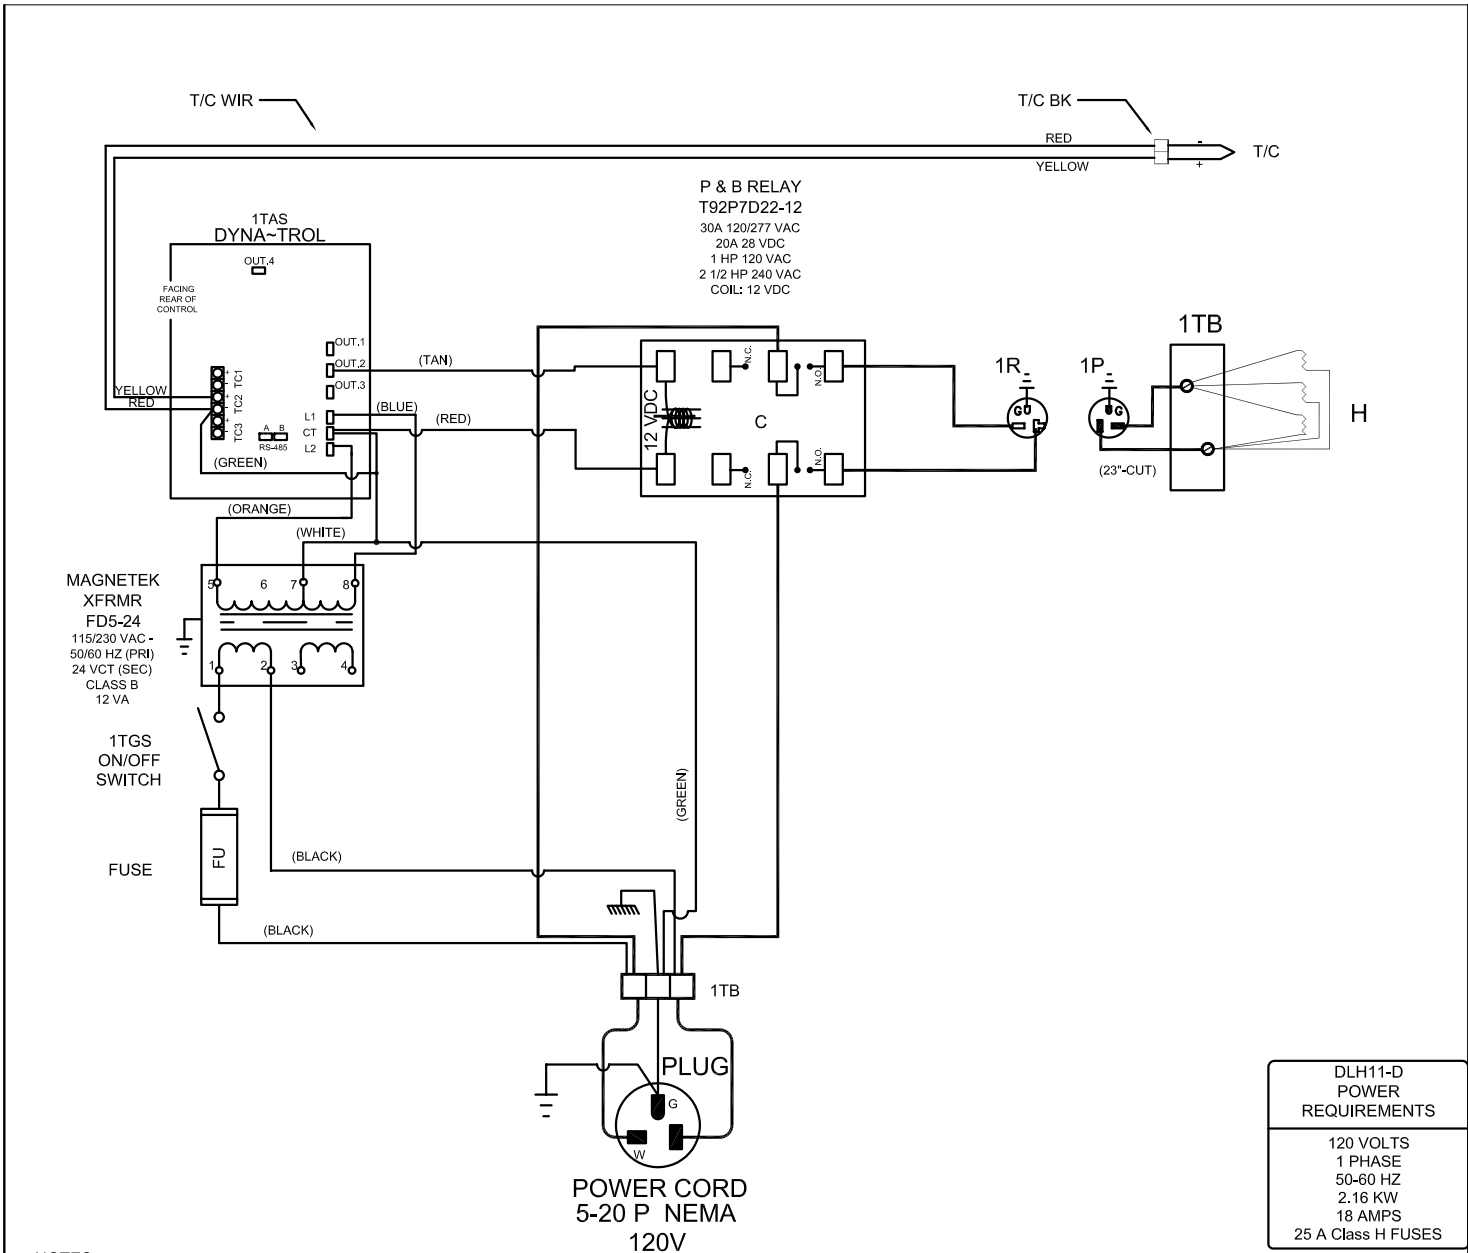 T/C WIR
T/C BK
RED
YELLOW
-
+
T/C
P & B RELAY
T92P7D22-12
30A 120/277 VAC
20A 28 VDC
1 HP 120 VAC
2 1/2 HP 240 VAC
COIL: 12 VDC
1TAS
DYNA~TROL
OUT.4
FACING
REAR OF
CONTROL
OUT.1
OUT.2
OUT.3
(TAN)
YELLOW
RED
+
-
TC1
+
-
TC2
+
-
TC3
A B
RS-485
L1
CT
L2
(BLUE)
(RED)
(GREEN)
(ORANGE)
(WHITE)
12 VDC
N.C.
N.O.
C
N.C.
N.O.
1R
G
1P
G
(23"-CUT)
1TB
H
MAGNETEK
XFRMR
FD5-24
115/230 VAC -
50/60 HZ (PRI)
24 VCT (SEC)
CLASS B
12 VA
5 6 7 8
1 2 3 4
1TGS
ON/OFF
SWITCH
FUSE
FU
(BLACK)
(GREEN)
(BLACK)
1TB
PLUG
G
W
POWER CORD
5-20 P NEMA
120V
DLH11-D
POWER
REQUIREMENTS
120 VOLTS
1 PHASE
50-60 HZ
2.16 KW
18 AMPS
25 A Class H FUSES